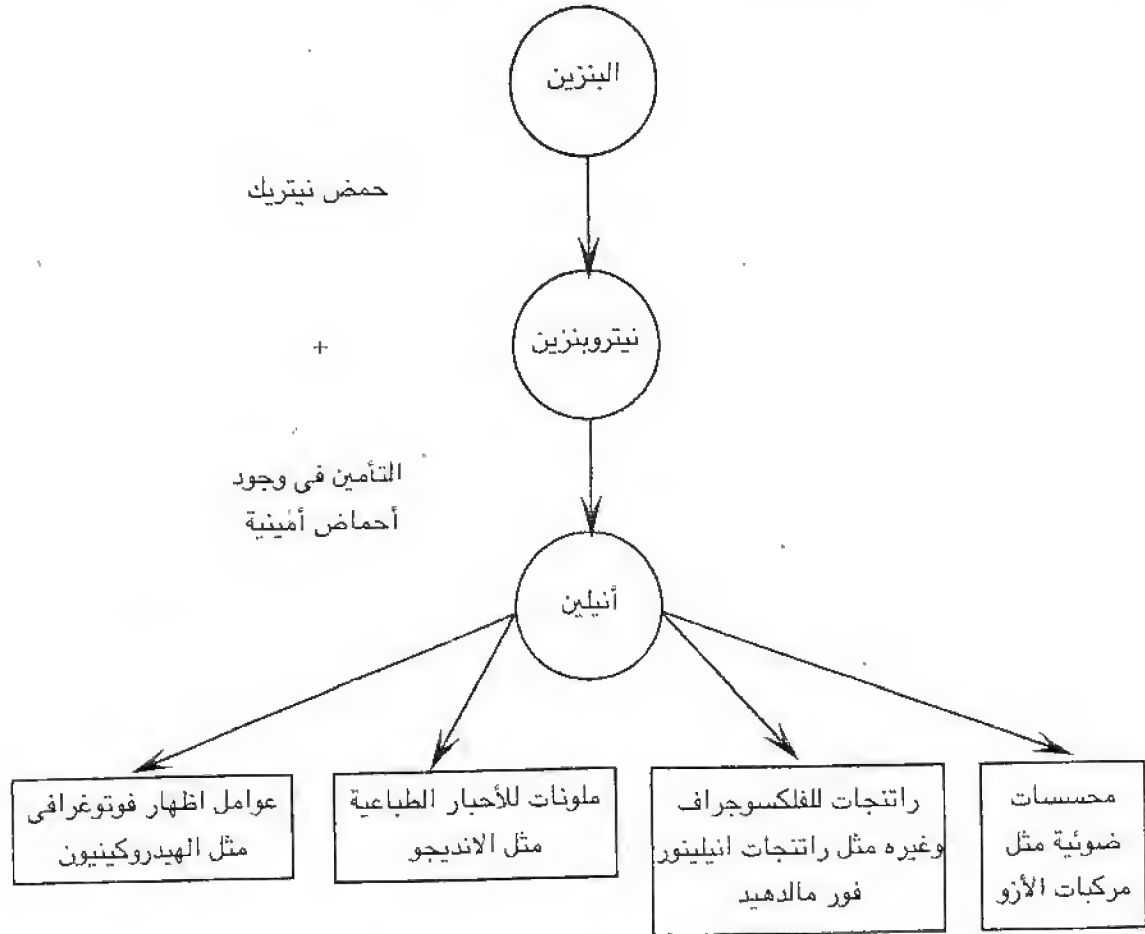 البنزين
حمض نيتريك
نيتروبنزين
+
التأمين فى وجود
أحماض أمينية
أنيلين
محسسات
ضوئية مثل
مركبات الأزو
راتنجات للفلكسوجراف
وغيره مثل راتنجات انيلينور
فور مالدهيد
ملونات للأحبار الطباعية
مثل الانديجو
عوامل اظهار فوتوغرافى
مثل الهيدروكينيون